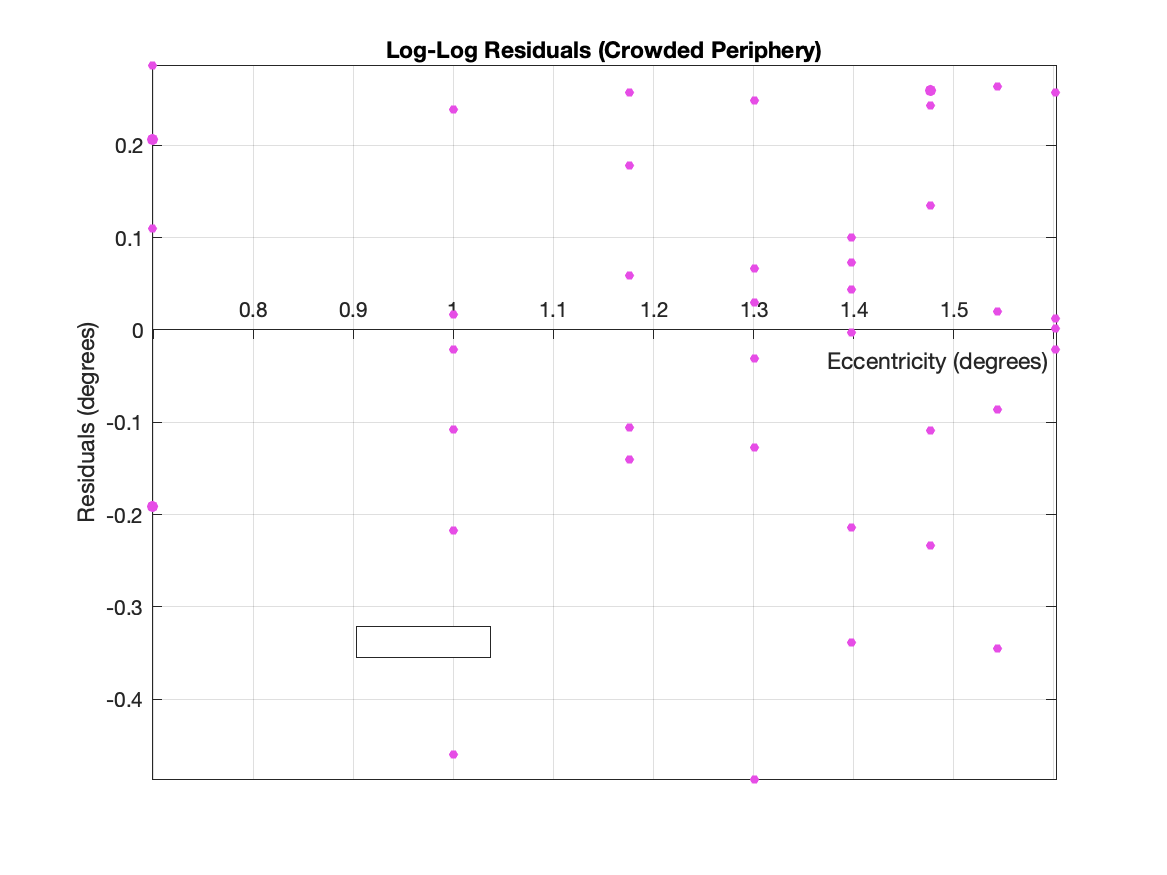 Log-Log Residuals (Crowded Periphery)
0.2
0.1
0.8 0.9 1 1.1 1.2 1.3 1.4 1.5
0
Eccentricity (degrees)
Residuals (degrees)
-0.1
-0.2
-0.3
-0.4